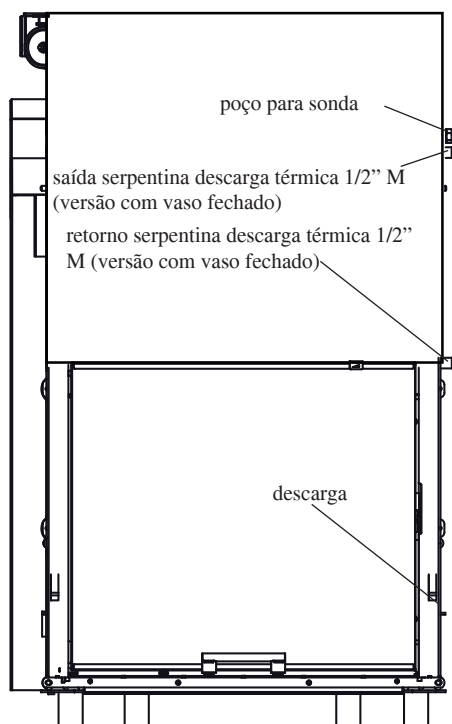 poço para sonda
saída serpentina descarga térmica 1/2” M
(versão com vaso fechado)
retorno serpentina descarga térmica 1/2”
M (versão com vaso fechado)
descarga